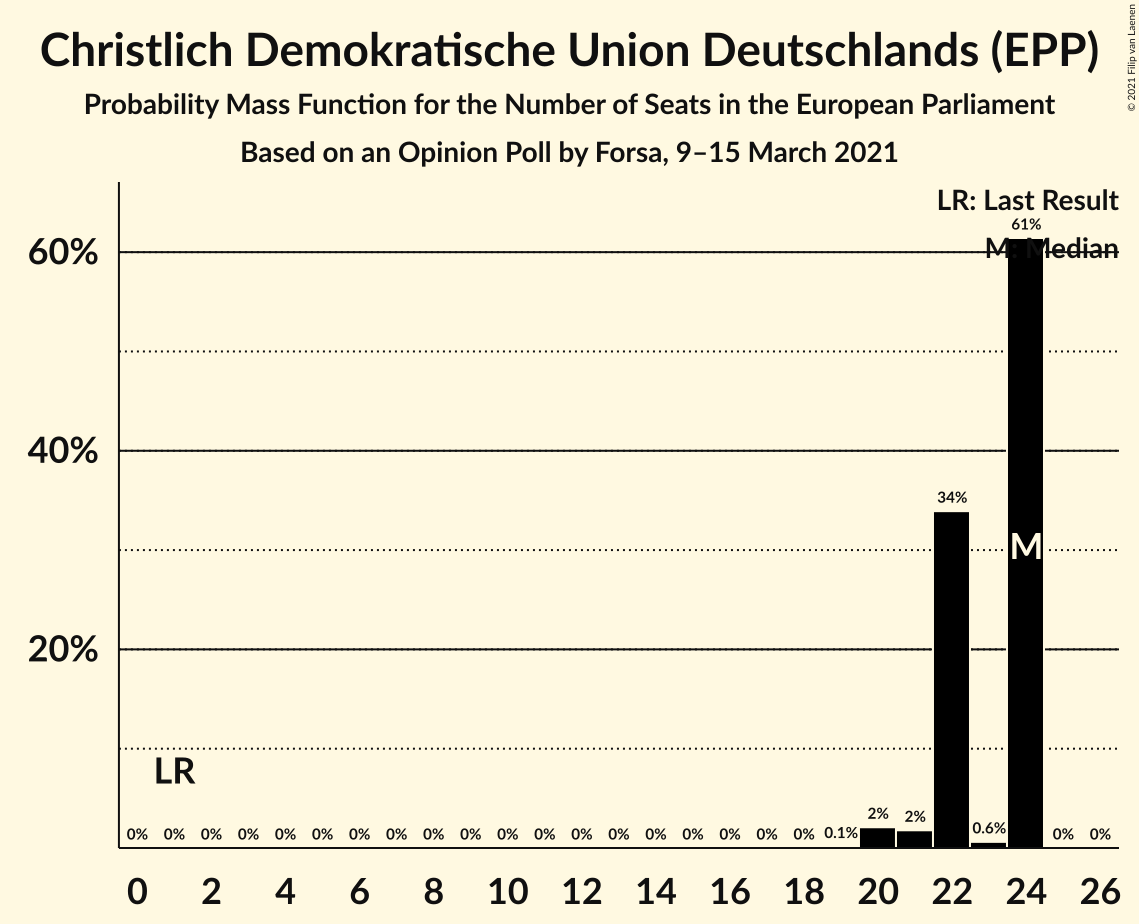 Christlich Demokratische Union Deutschlands (EPP)
Probability Mass Function for the Number of Seats in the European Parliament
Based on an Opinion Poll by Forsa, 9–15 March 2021
© 2021 Filip van Laenen
LR: Last Result
61%
M: Median
60%
40%
34%
M
20%
LR
0% 0% 0% 0% 0% 0% 0% 0% 0% 0% 0% 0% 0% 0% 0% 0% 0% 0% 0% 0.1% 2% 2% 0.6% 0% 0%
0 2 4 6 8 10 12 14 16 18 20 22 24 26